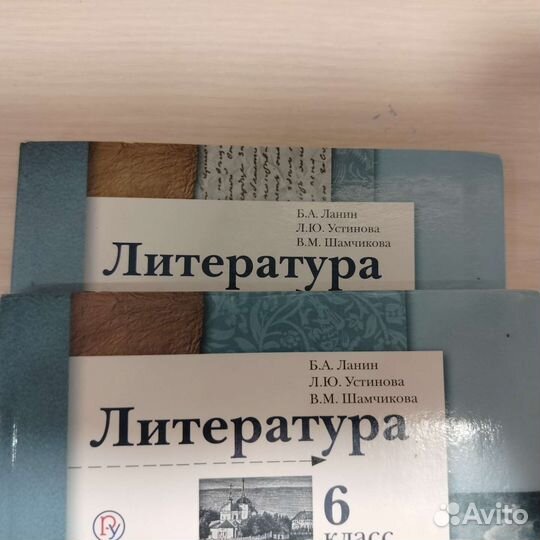 Б.А. Ланин
Л.Ю. Устинова
В.М. Шамчикова
Литература
Б.А. Ланин
Л.Ю. Устинова
В.М. Шамчикова
Литература
6
класс
Avito